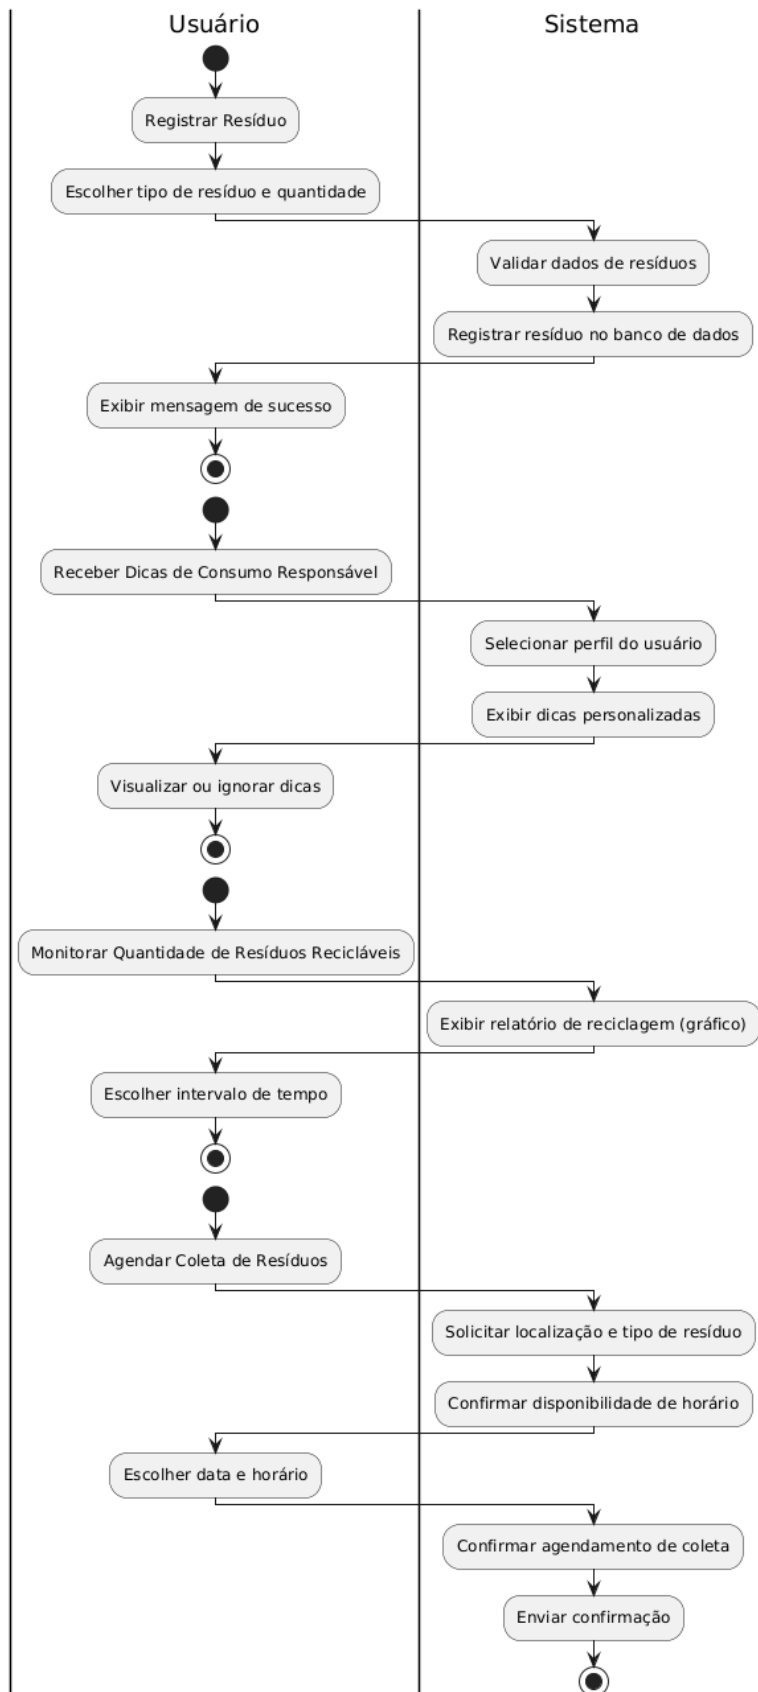 Usuário
Sistema
Registrar Resíduo
Escolher tipo de resíduo e quantidade
Validar dados de resíduos
Registrar resíduo no banco de dados
Exibir mensagem de sucesso
Receber Dicas de Consumo Responsável
Selecionar perfil do usuário
Exibir dicas personalizadas
Visualizar ou ignorar dicas
Monitorar Quantidade de Resíduos Recicláveis
Exibir relatório de reciclagem (gráfico)
Escolher intervalo de tempo
Agendar Coleta de Resíduos
Solicitar localização e tipo de resíduo
Confirmar disponibilidade de horário
Escolher data e horário
Confirmar agendamento de coleta
Enviar confirmação